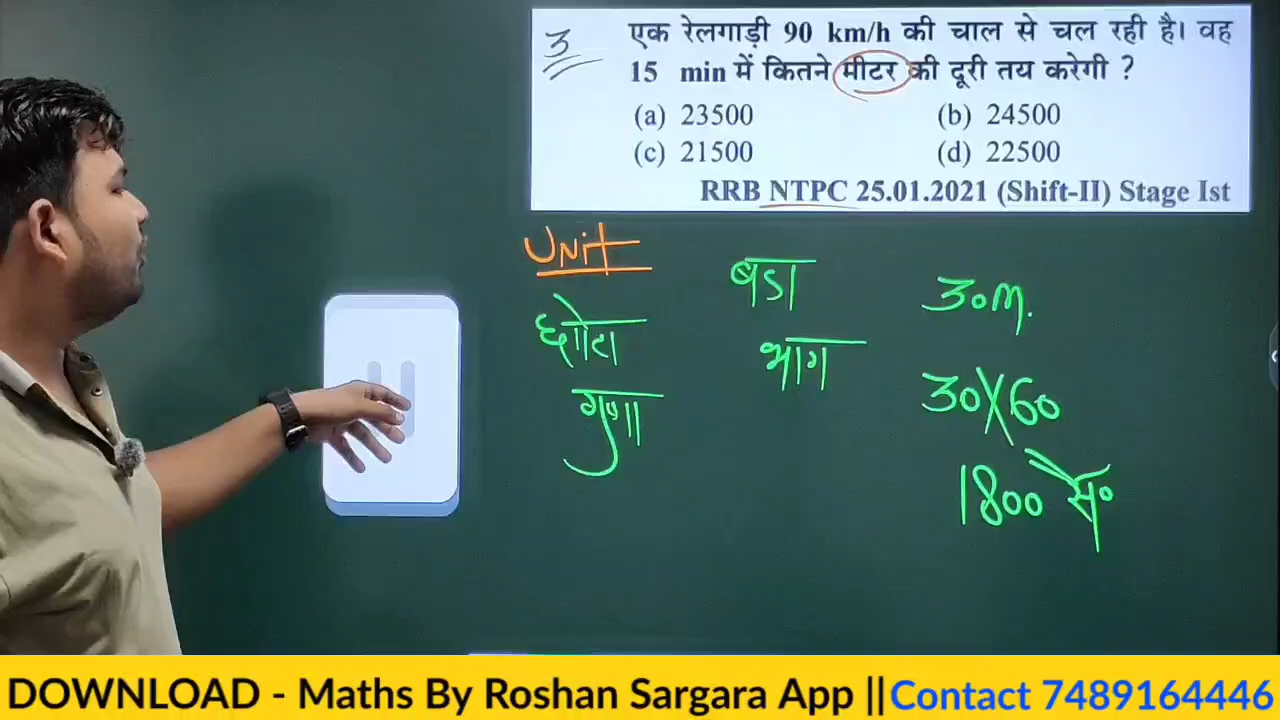 3
एक रेलगाड़ी 90 km/h की चाल से चल रही है। वह
15 min में कितने मीटर की दूरी तय करेगी ?
(a) 23500 (b) 24500
(c) 21500 (d) 22500
RRB NTPC 25.01.2021 (Shift-II) Stage Ist
Unit
छोटा बडा 30m.
गुणा भाग 30X60
1800 से०
DOWNLOAD - Maths By Roshan Sargara App ||Contact 7489164446